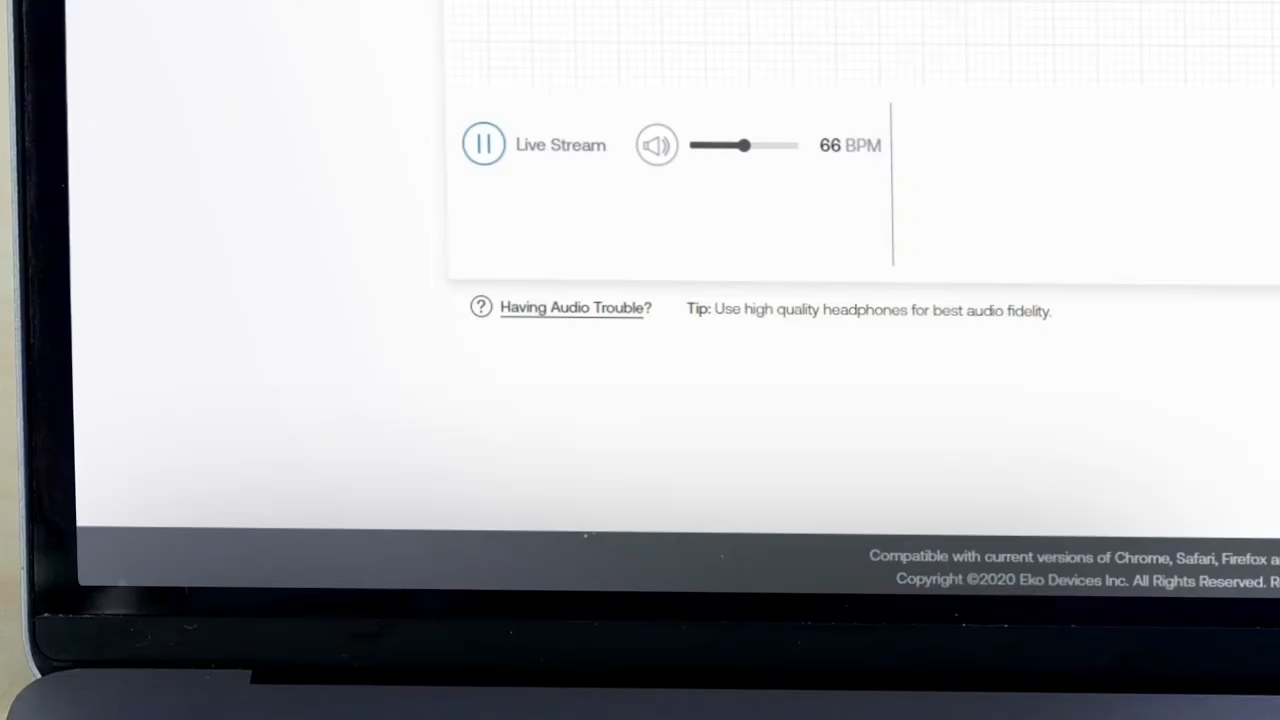 Live Stream 66 BPM
Having Audio Trouble? Tip: Use high quality headphones for best audio fidelity.
Compatible with current versions of Chrome, Safari, Firefox
Copyright ©2020 Eko Devices Inc. All Rights Reserved.